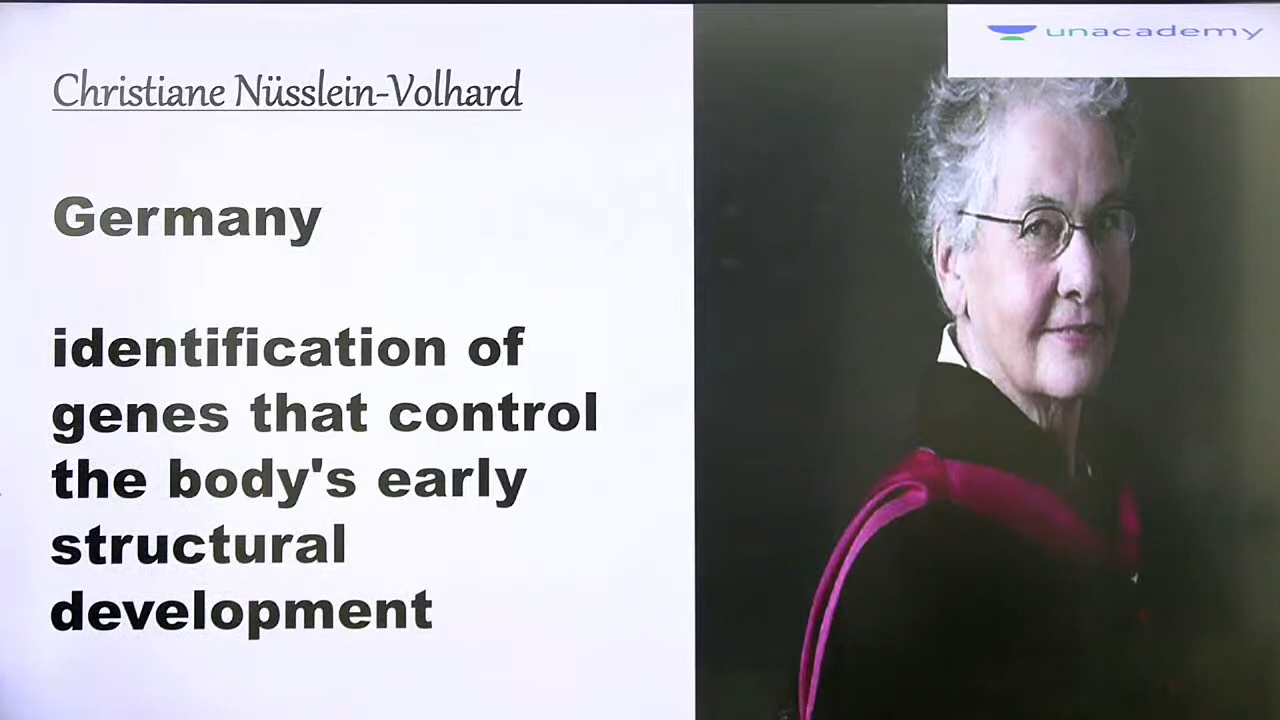 unacademy
Christiane Nüsslein-Volhard
Germany
identification of
genes that control
the body's early
structural
development